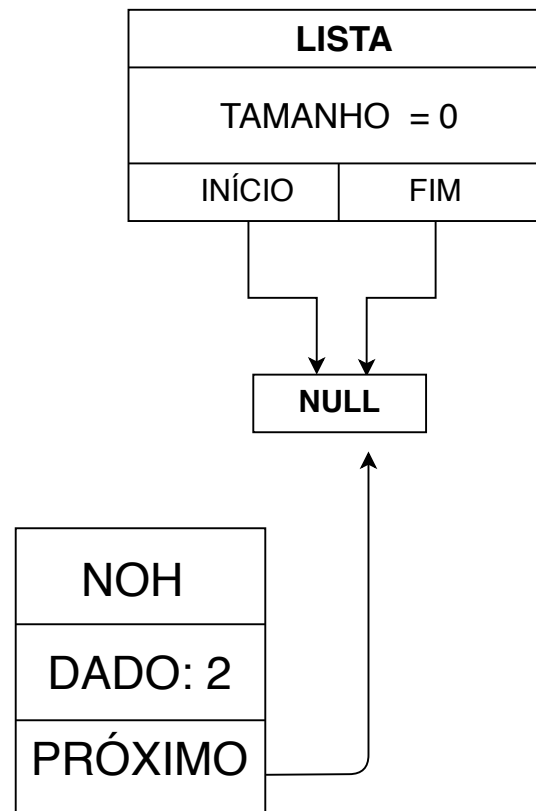 LISTA
TAMANHO = 0
INÍCIO FIM
NULL
NOH
DADO: 2
PRÓXIMO